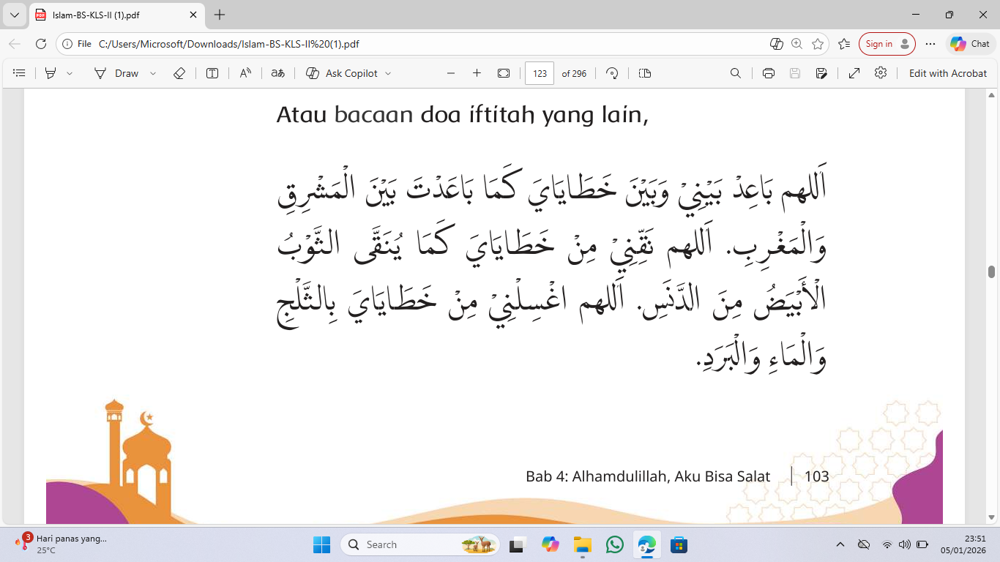 Islam-BS-KLS-II (1).pdf
File C:/Users/Microsoft/Downloads/Islam-BS-KLS-II%20(1).pdf
Sign in
Chat
Draw
Ask Copilot
123 of 296
Edit with Acrobat
Atau bacaan doa iftitah yang lain,
اَللهم بَاعِدْ بَيْنِيْ وَبَيْنَ خَطَايَايَ كَمَا بَاعَدْتَ بَيْنَ الْمَشْرِقِ
وَالْمَغْرِبِ. اَللهم نَقِّنِيْ مِنْ خَطَايَايَ كَمَا يُنَقَّى الثَّوْبُ
الْأَبْيَضُ مِنَ الدَّنَسِ. اَللهم اغْسِلْنِيْ مِنْ خَطَايَايَ بِالثَّلْجِ
وَالْمَاءِ وَالْبَرَدِ.
Bab 4: Alhamdulillah, Aku Bisa Salat | 103
3
Hari panas yang...
25°C
Search
23:51
05/01/2026